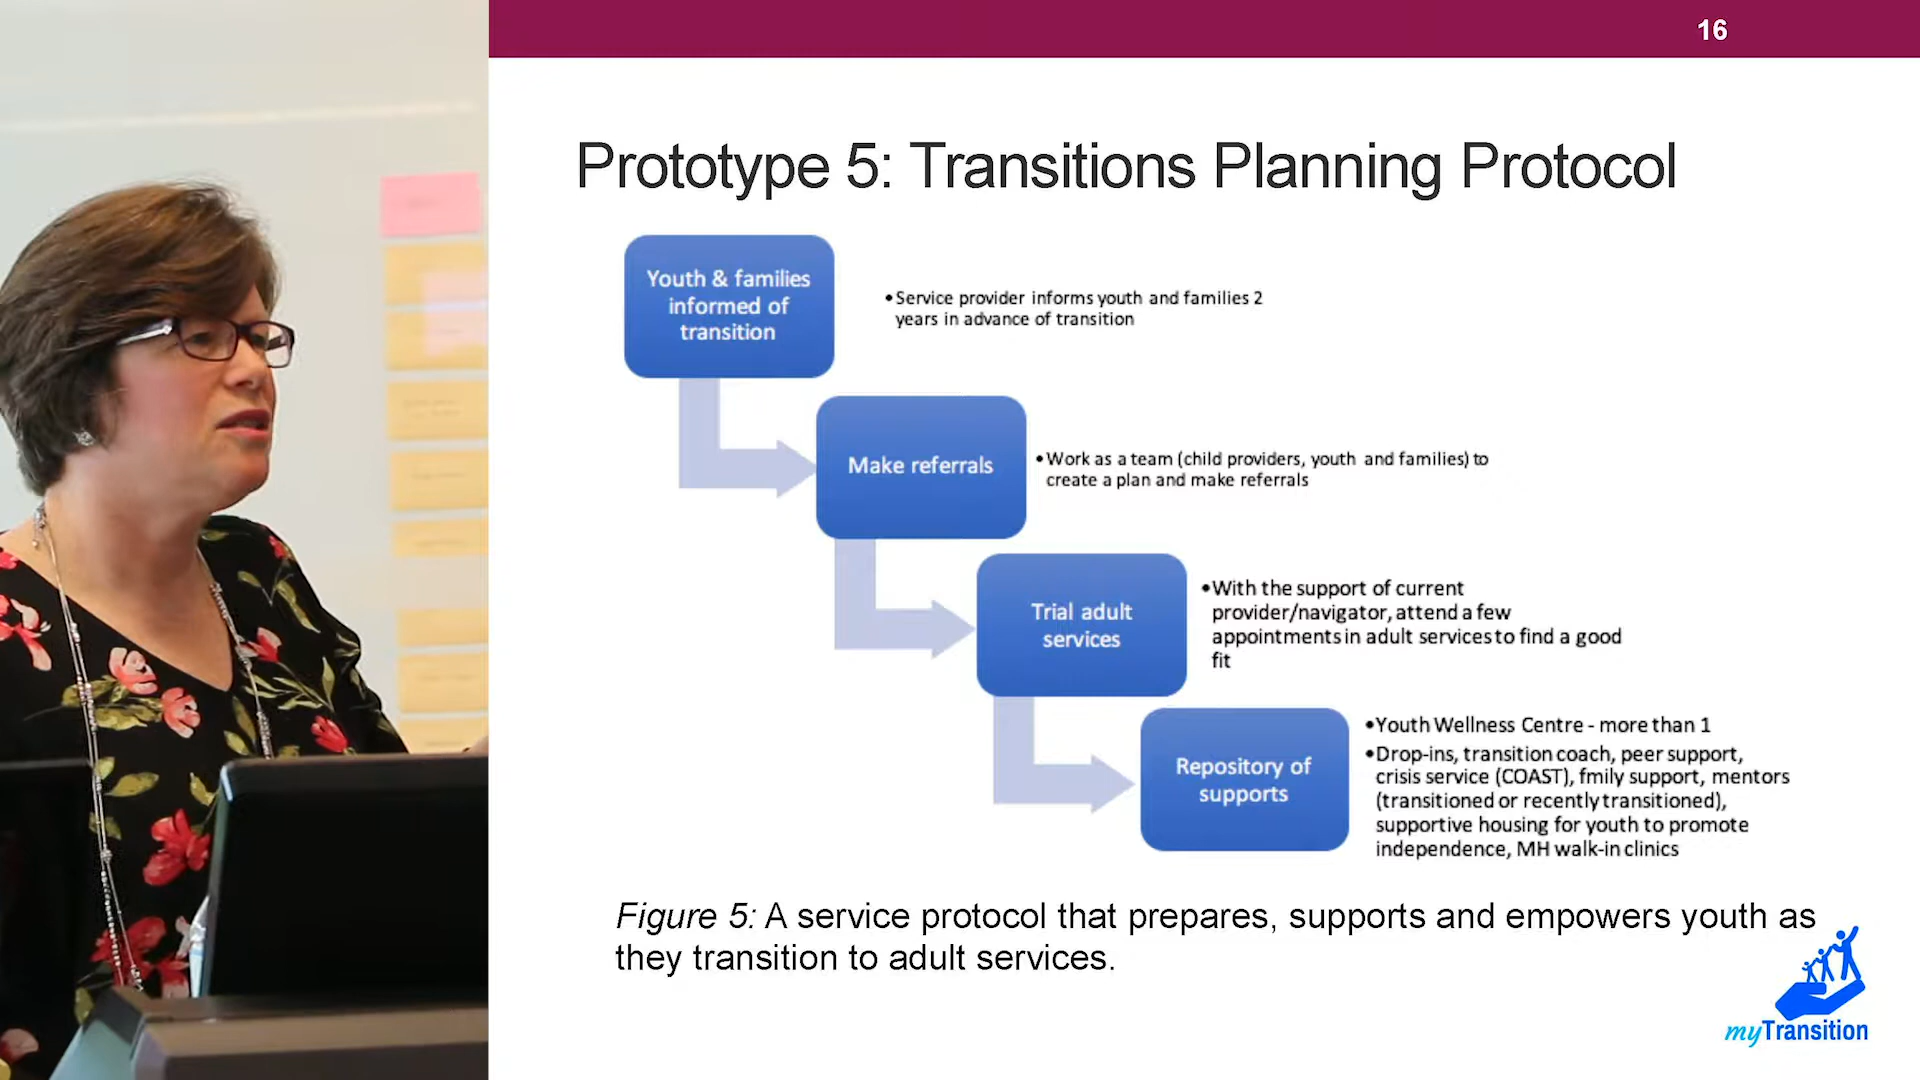 16
Prototype 5: Transitions Planning Protocol
Youth & families
informed of
transition
•Service provider informs youth and families 2
years in advance of transition
Make referrals
•Work as a team (child providers, youth and families) to
create a plan and make referrals
Trial adult
services
•With the support of current
provider/navigator, attend a few
appointments in adult services to find a good
fit
Repository of
supports
•Youth Wellness Centre - more than 1
•Drop-ins, transition coach, peer support,
crisis service (COAST), fmily support, mentors
(transitioned or recently transitioned),
supportive housing for youth to promote
independence, MH walk-in clinics
Figure 5: A service protocol that prepares, supports and empowers youth as
they transition to adult services.
myTransition